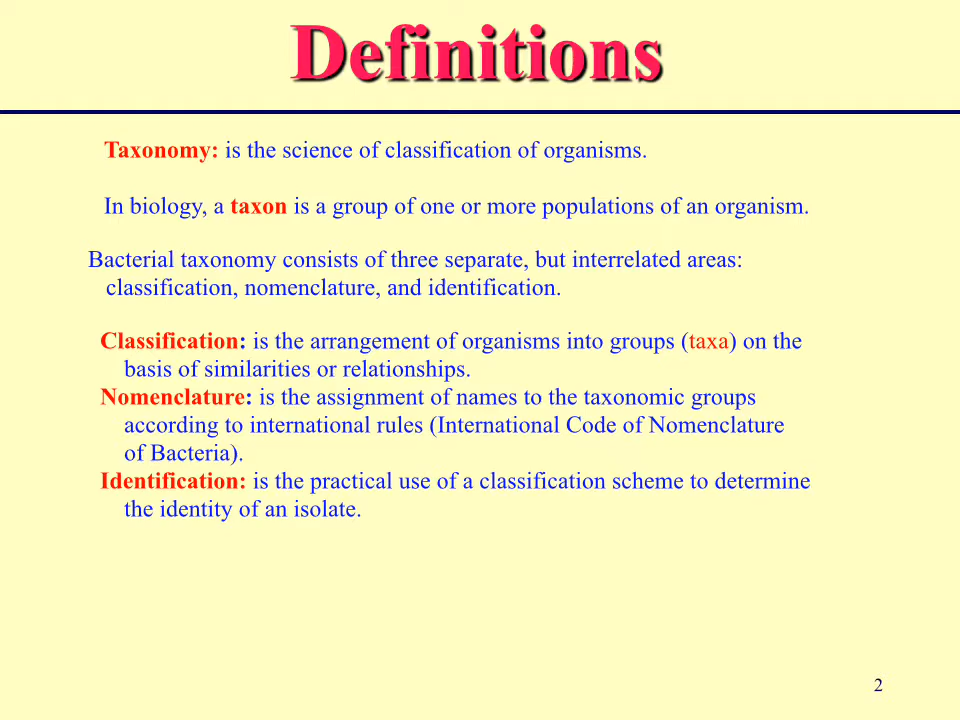 Definitions
Taxonomy: is the science of classification of organisms.
In biology, a taxon is a group of one or more populations of an organism.
Bacterial taxonomy consists of three separate, but interrelated areas:
classification, nomenclature, and identification.
Classification: is the arrangement of organisms into groups (taxa) on the
basis of similarities or relationships.
Nomenclature: is the assignment of names to the taxonomic groups
according to international rules (International Code of Nomenclature
of Bacteria).
Identification: is the practical use of a classification scheme to determine
the identity of an isolate.
2